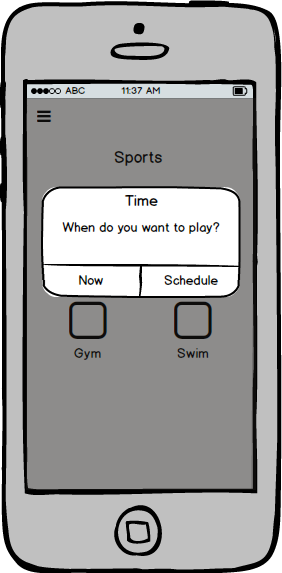 ABC 11:37 AM
Sports
Time
When do you want to play?
Now Schedule
Gym Swim